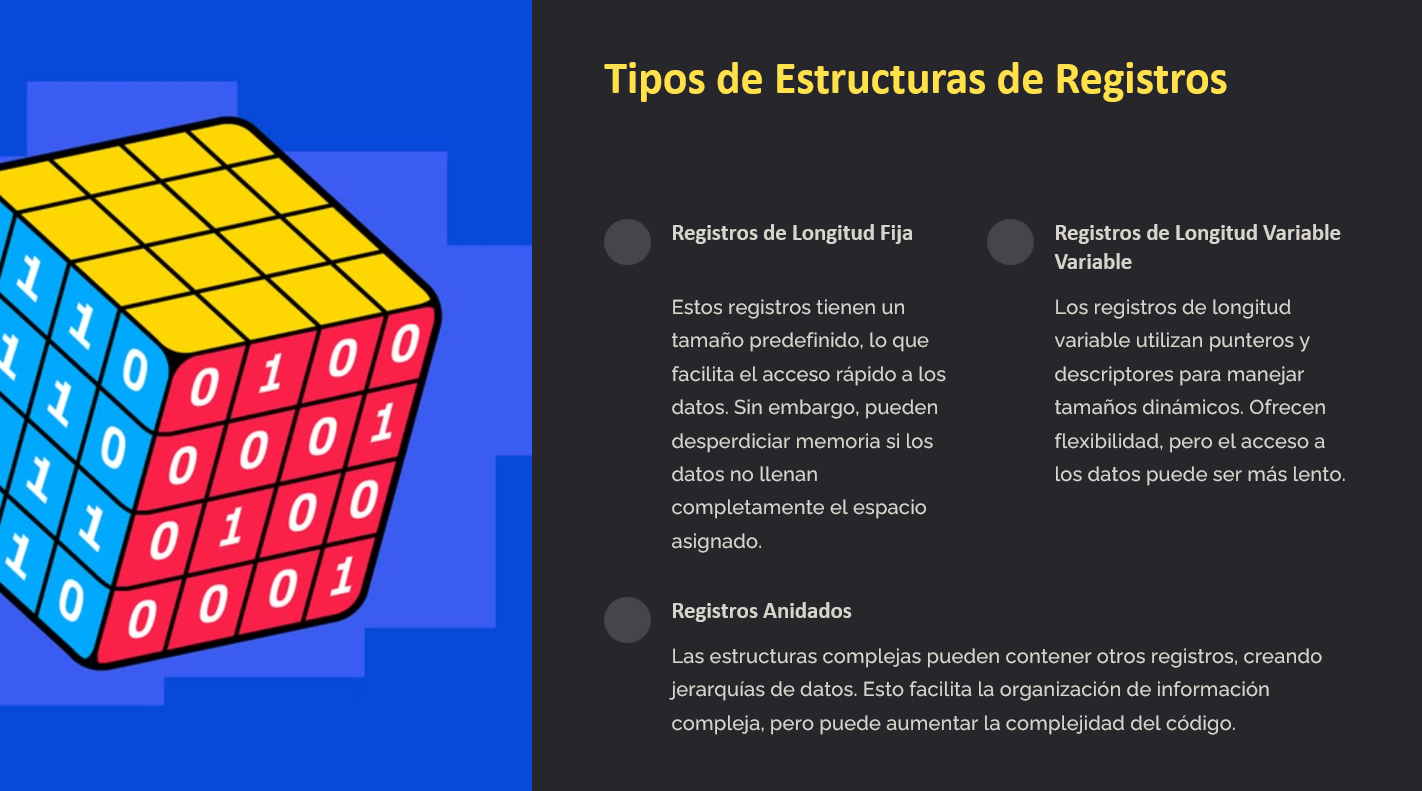 Tipos de Estructuras de Registros
Registros de Longitud Fija
Estos registros tienen un
tamaño predefinido, lo que
facilita el acceso rápido a los
datos. Sin embargo, pueden
desperdiciar memoria si los
datos no llenan
completamente el espacio
asignado.
Registros de Longitud Variable
Variable
Los registros de longitud
variable utilizan punteros y
descriptores para manejar
tamaños dinámicos. Ofrecen
flexibilidad, pero el acceso a
los datos puede ser más lento.
Registros Anidados
Las estructuras complejas pueden contener otros registros, creando
jerarquías de datos. Esto facilita la organización de información
compleja, pero puede aumentar la complejidad del código.
1 1 0
1 1 0
1 1
1 0
0 1 0 0
0 0 0 1
0 1 0 0
0 0 0 1